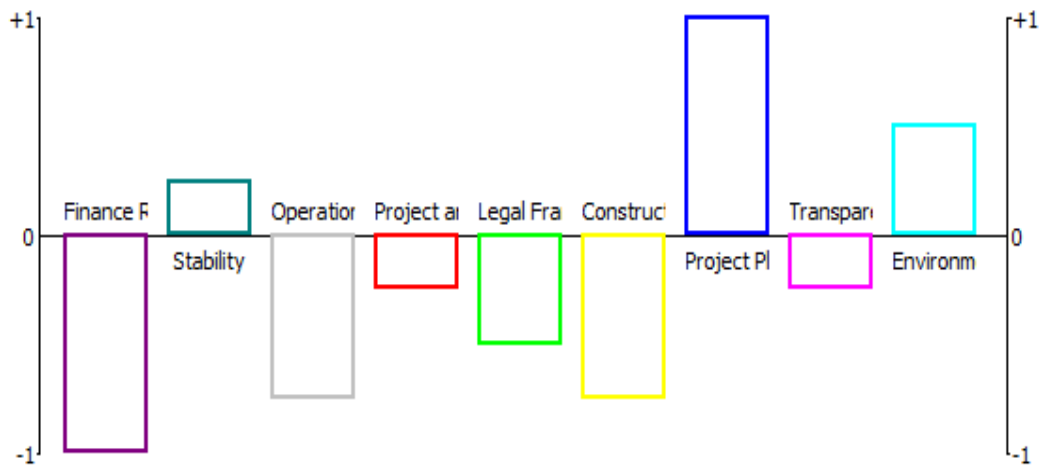 +1
+1
Finance R
Operation
Project ar
Legal Fra
Construct
Transpare
0
0
Stability
Project Pl
Environm
-1
-1